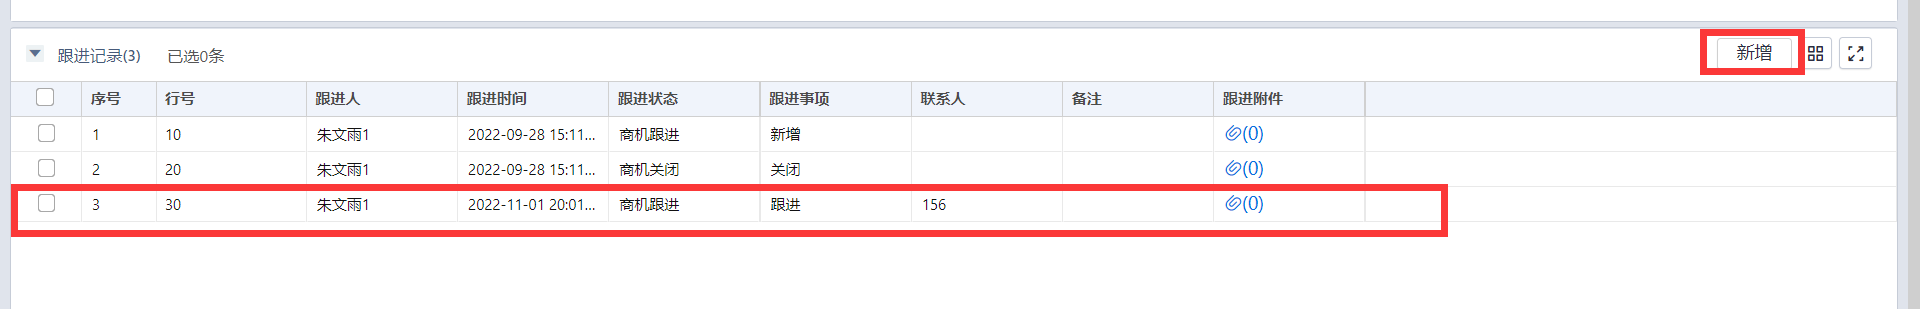 跟进记录(3) 已选0条 新增
序号 行号 跟进人 跟进时间 跟进状态 跟进事项 联系人 备注 跟进附件
1 10 朱文雨1 2022-09-28 15:11... 商机跟进 新增 (0)
2 20 朱文雨1 2022-09-28 15:11... 商机关闭 关闭 (0)
3 30 朱文雨1 2022-11-01 20:01... 商机跟进 跟进 156 (0)